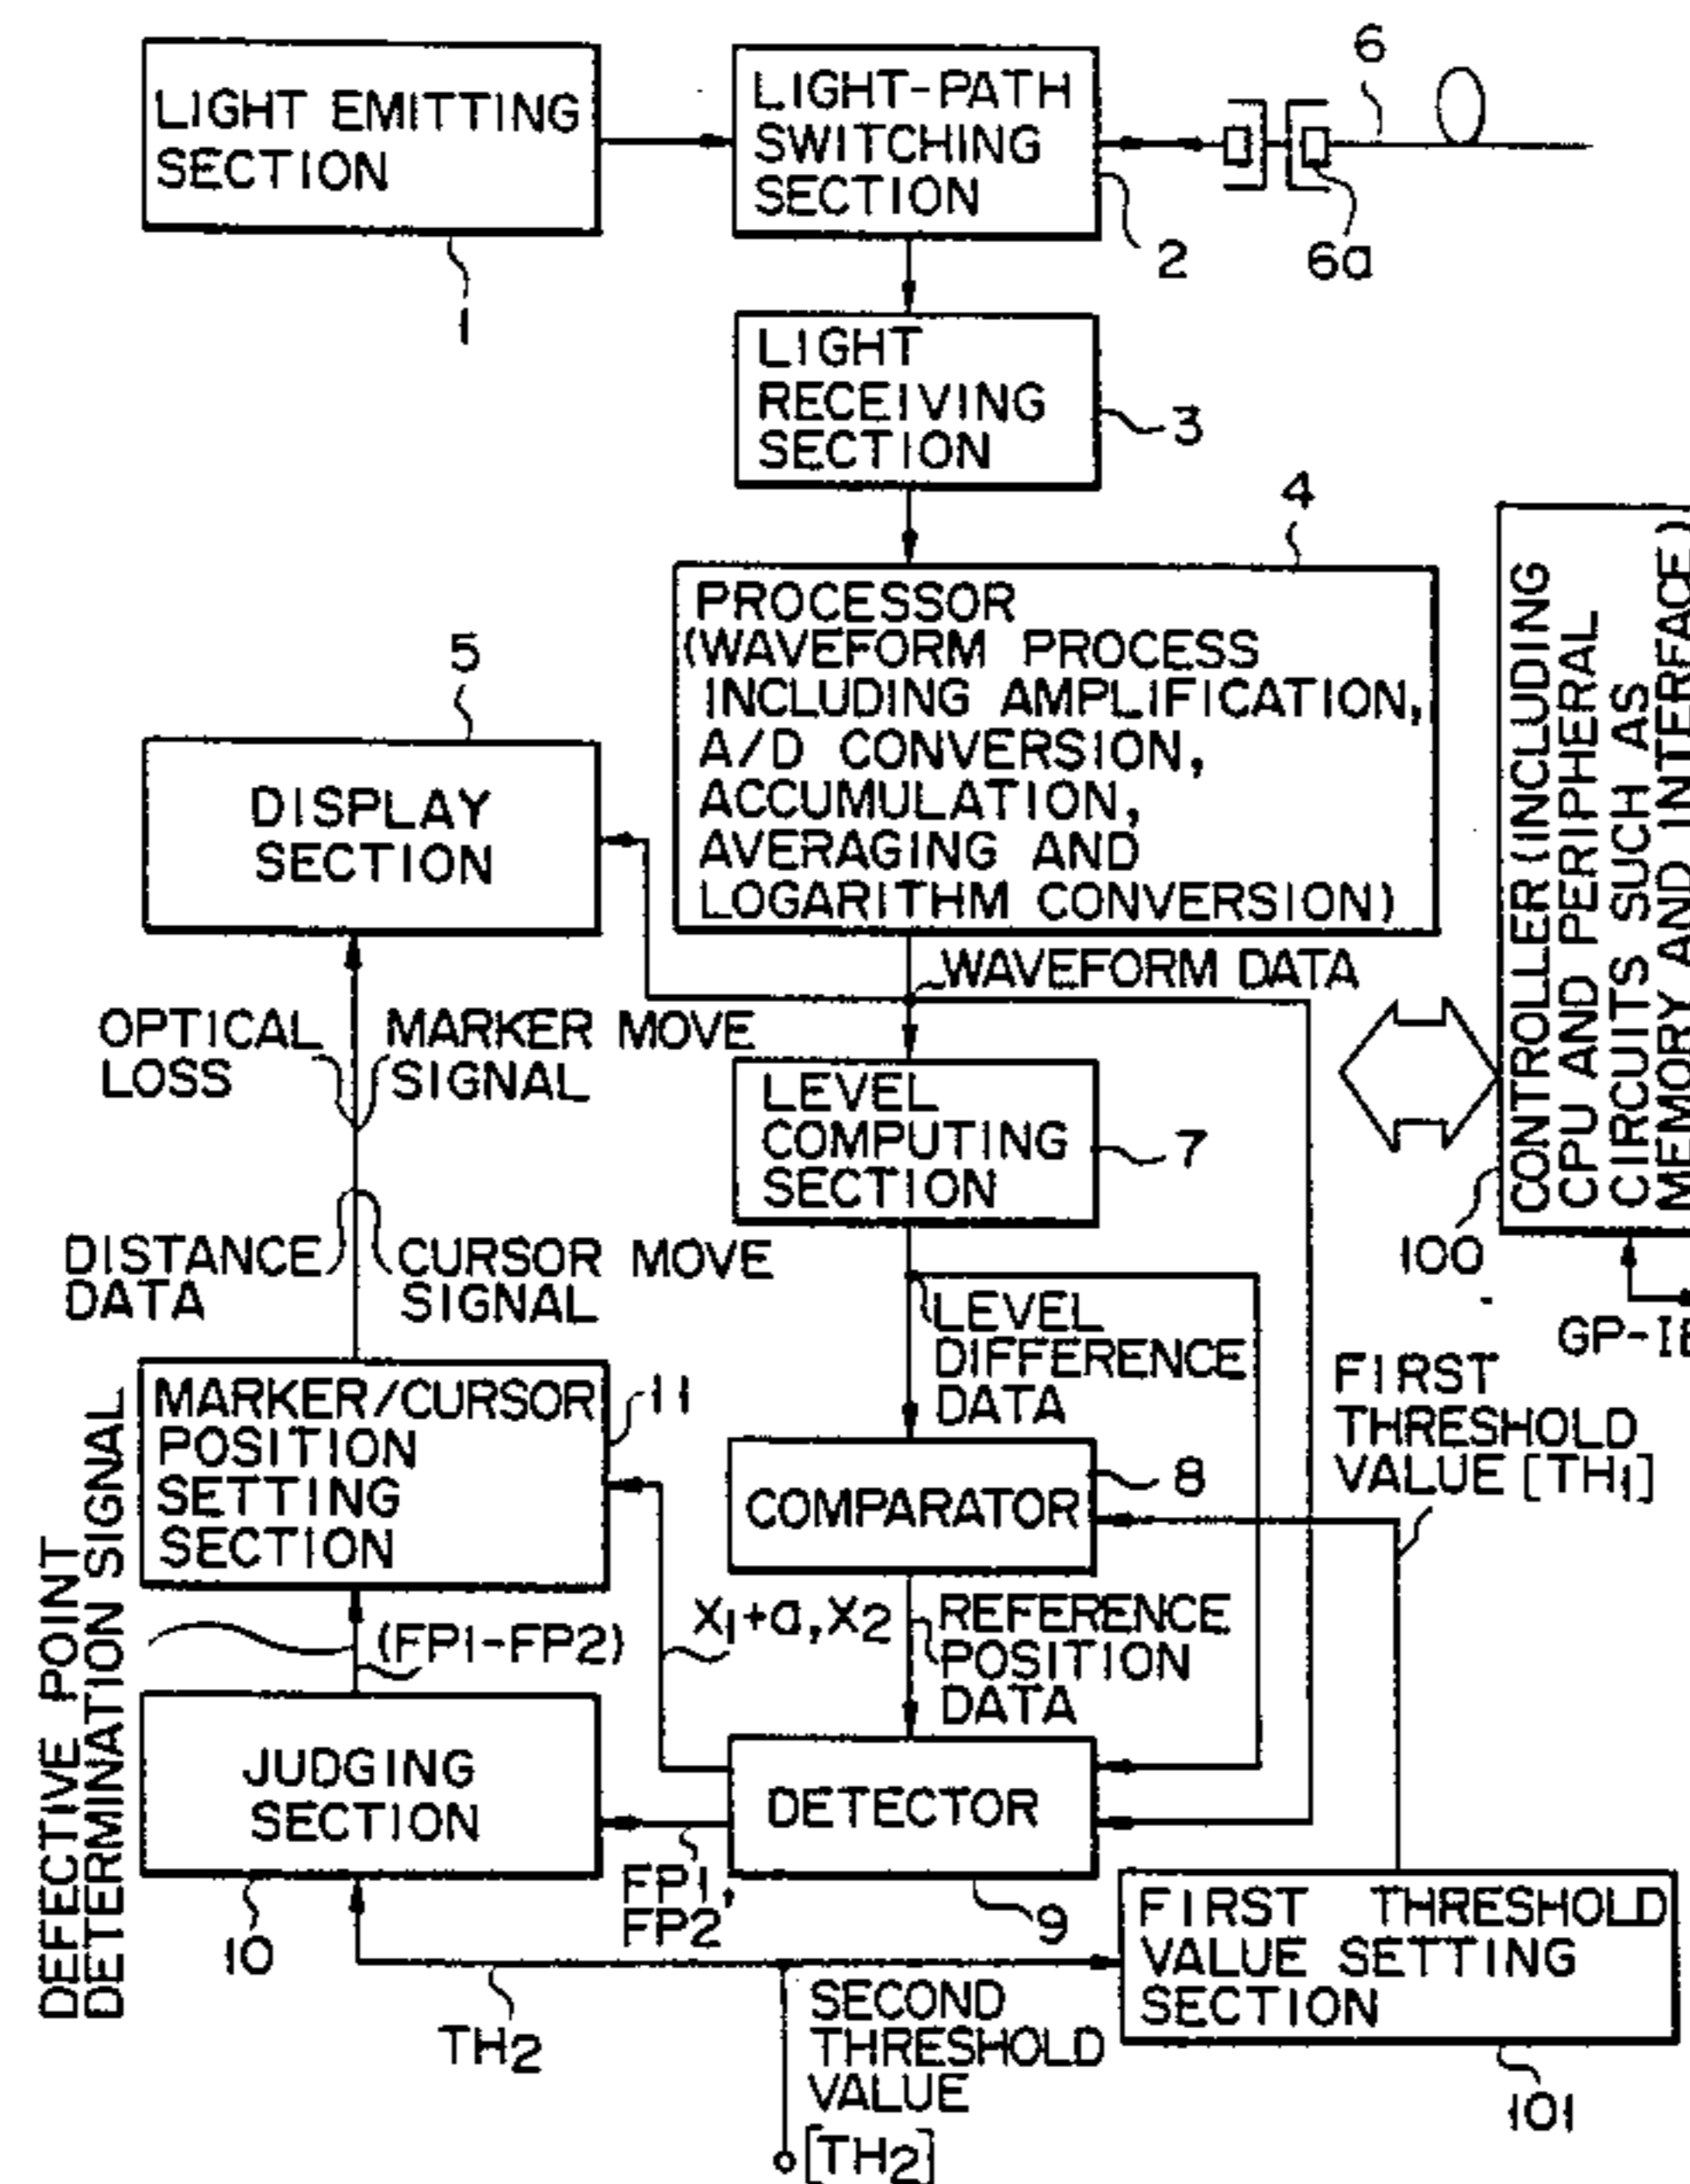 LIGHT EMITTING
SECTION
1
LIGHT-PATH
SWITCHING
SECTION
2
6
6a
LIGHT
RECEIVING
SECTION
3
4
PROCESSOR
(WAVEFORM PROCESS
INCLUDING AMPLIFICATION,
A/D CONVERSION,
ACCUMULATION,
AVERAGING AND
LOGARITHM CONVERSION)
5
DISPLAY
SECTION
WAVEFORM DATA
CONTROLLER (INCLUDING
CPU AND PERIPHERAL
CIRCUITS SUCH AS
MEMORY AND INTERFACE)
100
OPTICAL
LOSS
MARKER MOVE
SIGNAL
LEVEL
COMPUTING
SECTION
7
DISTANCE
DATA
CURSOR MOVE
SIGNAL
LEVEL
DIFFERENCE
DATA
FIRST
THRESHOLD
VALUE [TH1]
MARKER/CURSOR
POSITION
SETTING
SECTION
11
COMPARATOR
8
DEFECTIVE POINT
DETERMINATION SIGNAL
(FP1-FP2)
X1+a, X2
REFERENCE
POSITION
DATA
JUDGING
SECTION
10
FP1,
FP2
DETECTOR
9
FIRST THRESHOLD
VALUE SETTING
SECTION
101
TH2
SECOND
THRESHOLD
VALUE
[TH2]